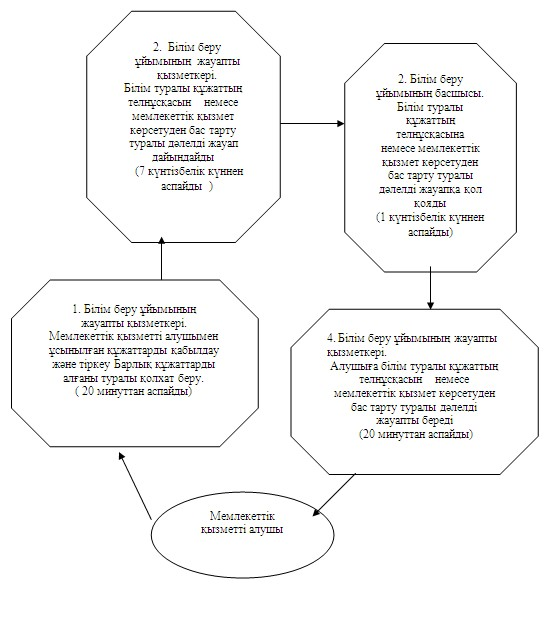 2. Білім беру
ұйымының жауапты
қызметкері.
Білім туралы құжаттың
телнұсқасын немесе
мемлекеттік қызмет
көрсетуден бас тарту
туралы дәлелді жауап
дайындайды
(7 күнтізбелік күннен
аспайды )
2. Білім беру
ұйымының басшысы.
Білім туралы
құжаттың
телнұсқасына
немесе мемлекеттік
қызмет көрсетуден
бас тарту туралы
дәлелді жауапқа қол
қояды
(1 күнтізбелік күннен
аспайды)
1. Білім беру ұйымының
жауапты қызметкері.
Мемлекеттік қызметті алушымен
ұсынылған құжаттарды қабылдау
және тіркеу Барлық құжаттарды
алғаны туралы қолхат беру.
( 20 минуттан аспайды)
4. Білім беру ұйымының жауапты
қызметкері.
Алушыға білім туралы құжаттың
телнұсқасын немесе
мемлекеттік қызмет көрсетуден
бас тарту туралы дәлелді
жауапты береді
(20 минуттан аспайды)
Мемлекеттік
қызметті алушы